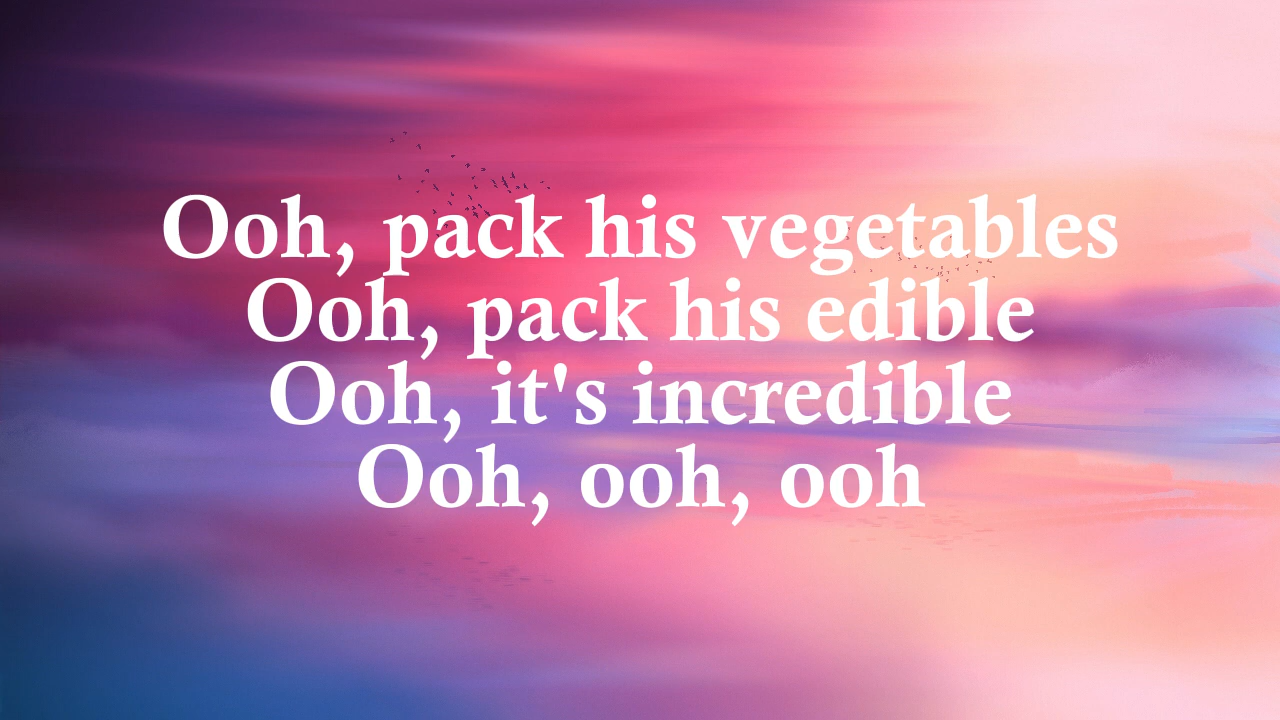 Ooh, pack his vegetables
Ooh, pack his edible
Ooh, it's incredible
Ooh, ooh, ooh